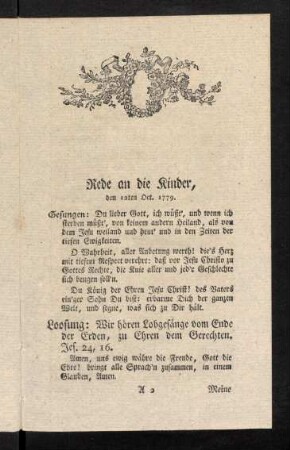 Rede an die Kinder,
den 10ten Oct. 1779.
Gesungen: Du lieber Gott, ich wüßt', und wenn ich
sterben müßt', von keinem andern Heiland, als von
dem Jesu weiland und heut' und in den Zeiten der
tiefen Ewigkeiten.
O Wahrheit, aller Anbetung werth! die's Herz
mit tiefem Respect verehrt: daß vor Jesu Christo zu
Gottes Rechte, die Knie aller und jed'r Geschlechte
sich beugen soll'n.
Du König der Ehren Jesu Christ! des Vaters
ein'ger Sohn Du bist: erbarme Dich der ganzen
Welt, und segne, was sich zu Dir hält.
Loosung: Wir hören Lobgesänge vom Ende
der Erden, zu Ehren dem Gerechten.
Jes. 24, 16.
Amen, uns ewig währe die Freude, Gott die
Ehre! bringt alle Sprach'n zusammen, in einem
Glauben, Amen.
A 2 Meine